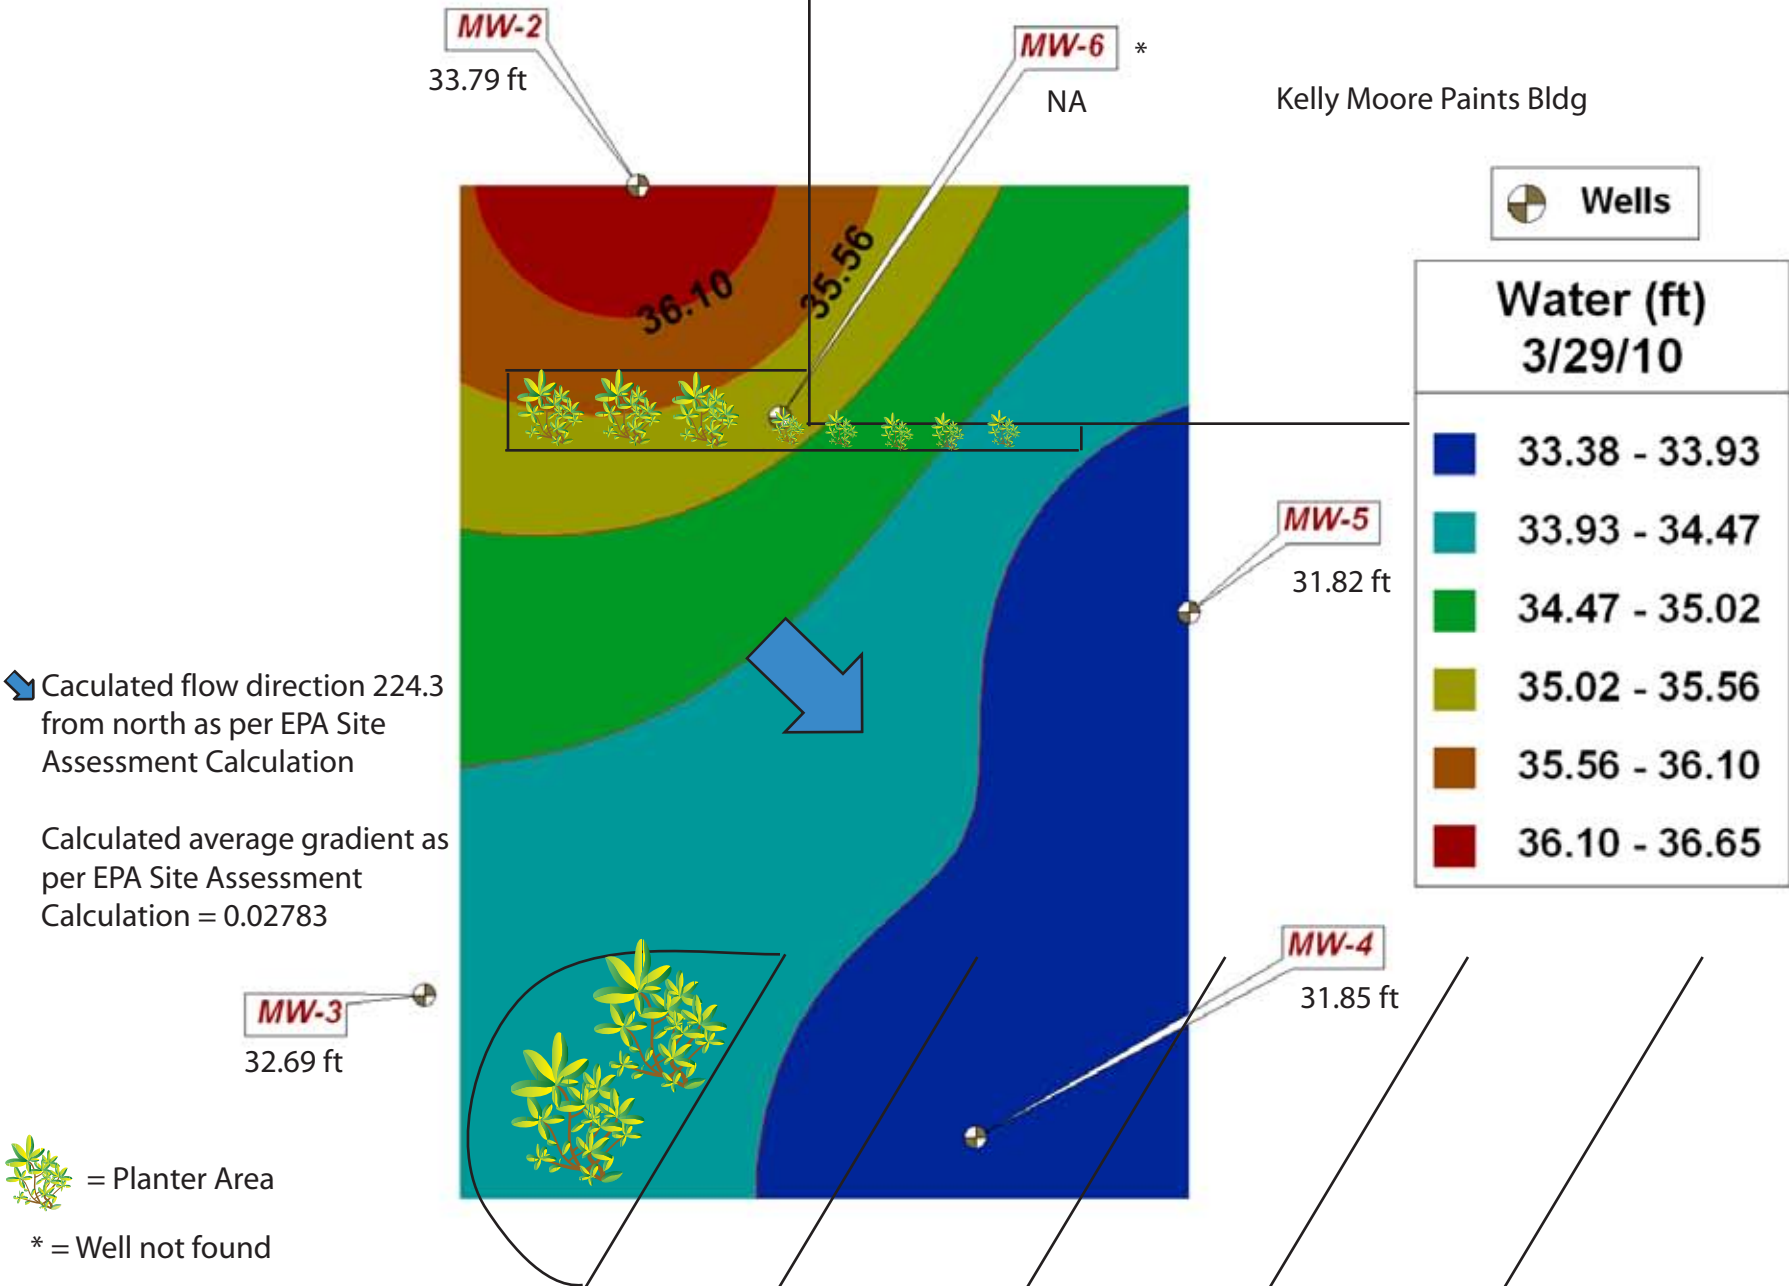 MW-2
33.79 ft
MW-6 *
NA
Kelly Moore Paints Bldg
Wells
Water (ft)
3/29/10
33.38 - 33.93
33.93 - 34.47
34.47 - 35.02
35.02 - 35.56
35.56 - 36.10
36.10 - 36.65
36.10
35.56
MW-5
31.82 ft
Caculated flow direction 224.3
from north as per EPA Site
Assessment Calculation
Calculated average gradient as
per EPA Site Assessment
Calculation = 0.02783
MW-4
31.85 ft
MW-3
32.69 ft
= Planter Area
* = Well not found